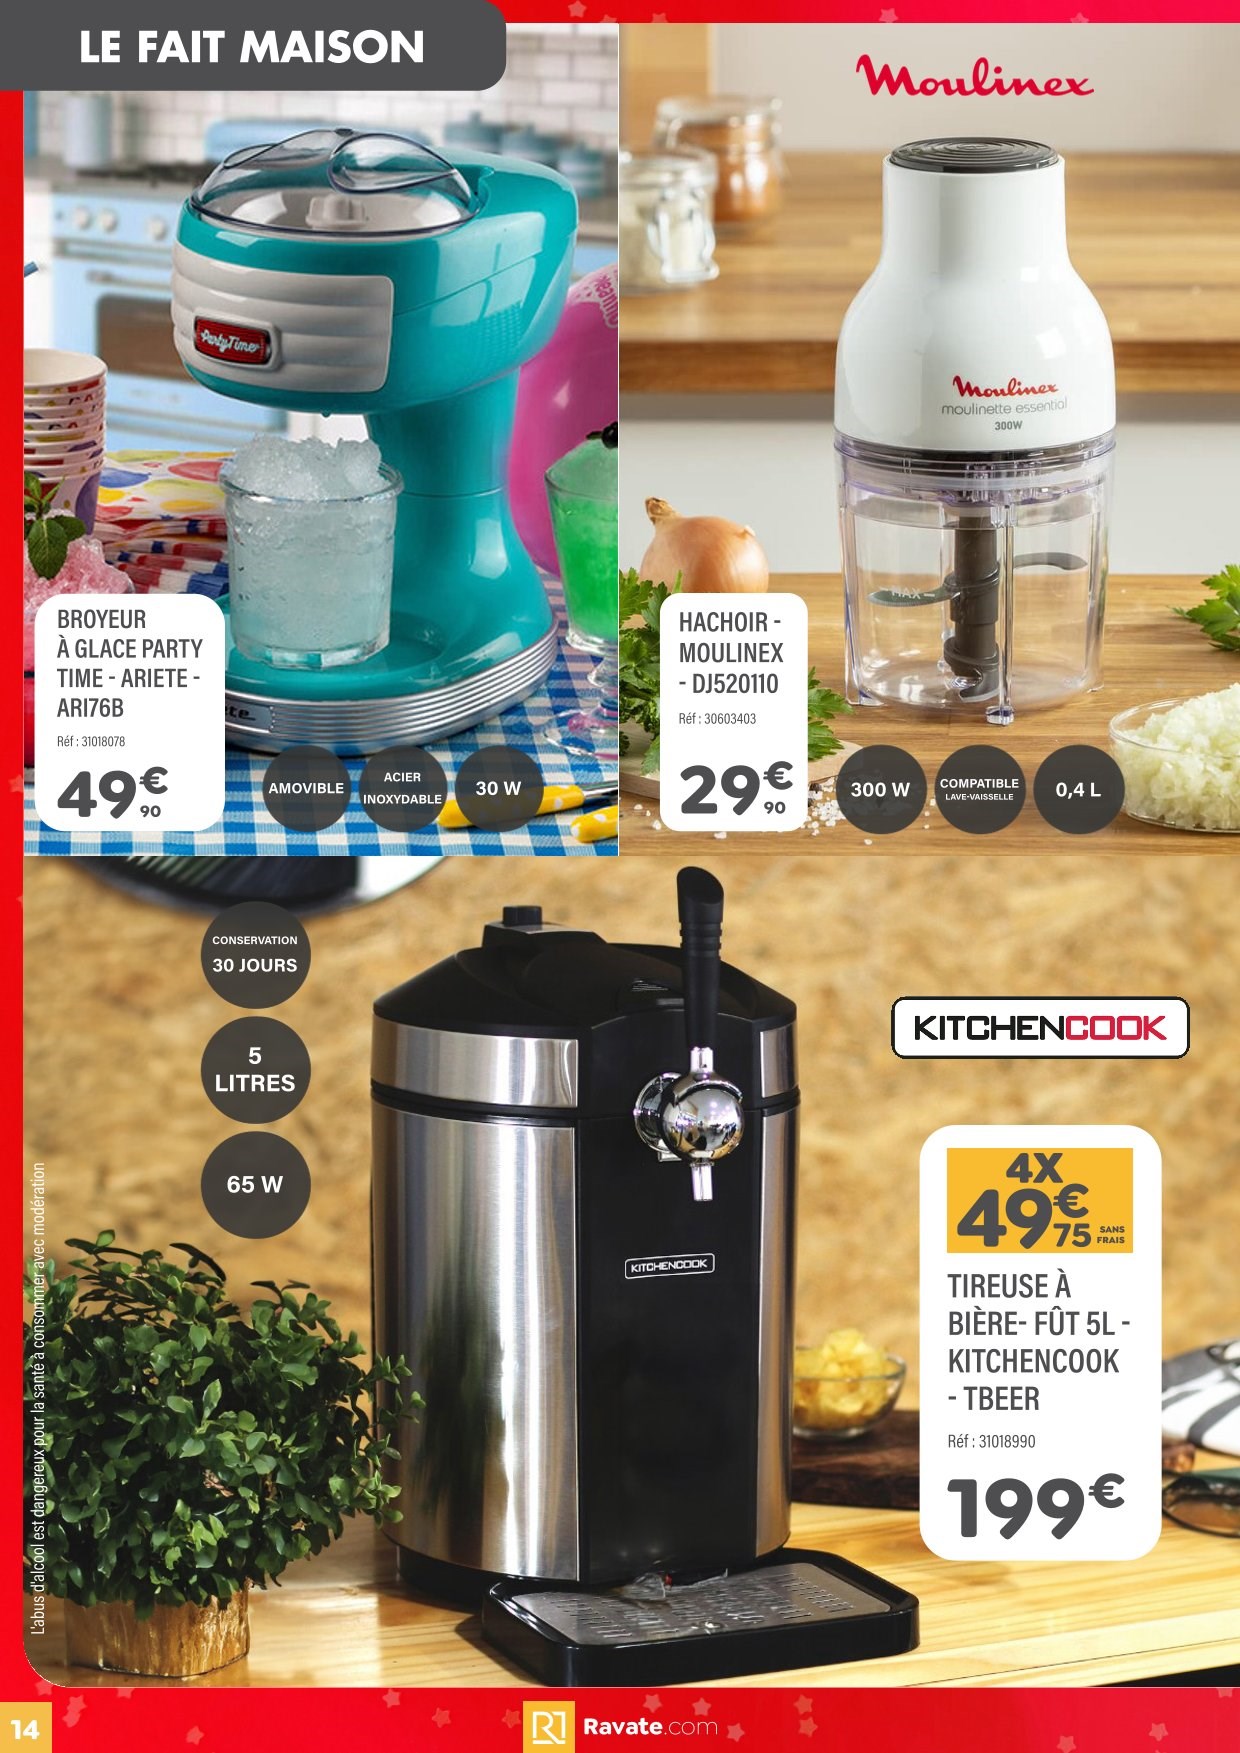 LE FAIT MAISON
Moulinex
PartyTime
Moulinex
moulinette essential
300W
MAX
BROYEUR
À GLACE PARTY
TIME - ARIETE -
ARI76B
Réf : 31018078
49€90
AMOVIBLE
ACIER
INOXYDABLE
30 W
HACHOIR -
MOULINEX
- DJ520110
Réf : 30603403
29€90
300 W
COMPATIBLE
LAVE-VAISSELLE
0,4 L
CONSERVATION
30 JOURS
5
LITRES
65 W
KITCHENCOOK
KITCHENCOOK
4X
49€75 SANS
FRAIS
TIREUSE À
BIÈRE- FÛT 5L -
KITCHENCOOK
- TBEER
Réf : 31018990
199€
L'abus d'alcool est dangereux pour la santé à consommer avec modération
14
Ravate.com